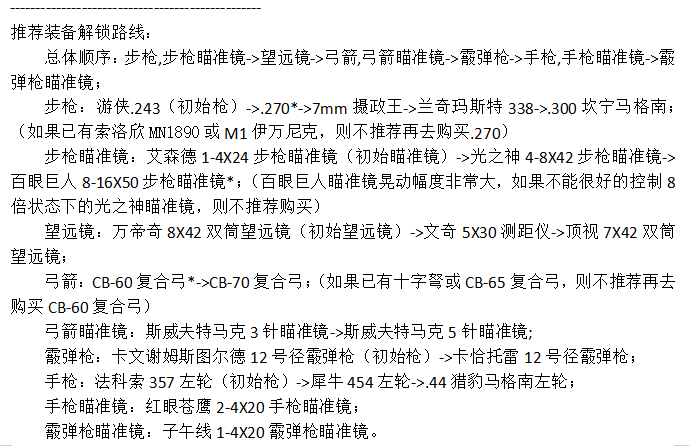 -------------------------------------------------
推荐装备解锁路线：
总体顺序：步枪,步枪瞄准镜->望远镜->弓箭,弓箭瞄准镜->霰弹枪->手枪,手枪瞄准镜->霰
弹枪瞄准镜；
步枪：游侠.243（初始枪）->.270*->7mm 摄政王->兰奇玛斯特 338->.300 坎宁马格南；
（如果已有索洛欣 MN1890 或 M1 伊万尼克，则不推荐再去购买.270）
步枪瞄准镜：艾森德 1-4X24 步枪瞄准镜（初始瞄准镜）->光之神 4-8X42 步枪瞄准镜->
百眼巨人 8-16X50 步枪瞄准镜*；（百眼巨人瞄准镜晃动幅度非常大，如果不能很好的控制 8
倍状态下的光之神瞄准镜，则不推荐购买）
望远镜：万帝奇 8X42 双筒望远镜（初始望远镜）->文奇 5X30 测距仪->顶视 7X42 双筒
望远镜；
弓箭：CB-60 复合弓*->CB-70 复合弓；（如果已有十字弩或 CB-65 复合弓，则不推荐再去
购买 CB-60 复合弓）
弓箭瞄准镜：斯威夫特马克 3 针瞄准镜->斯威夫特马克 5 针瞄准镜;
霰弹枪：卡文谢姆斯图尔德 12 号径霰弹枪（初始枪）->卡恰托雷 12 号径霰弹枪；
手枪：法科索 357 左轮（初始枪）->犀牛 454 左轮->.44 猎豹马格南左轮；
手枪瞄准镜：红眼苍鹰 2-4X20 手枪瞄准镜；
霰弹枪瞄准镜：子午线 1-4X20 霰弹枪瞄准镜。